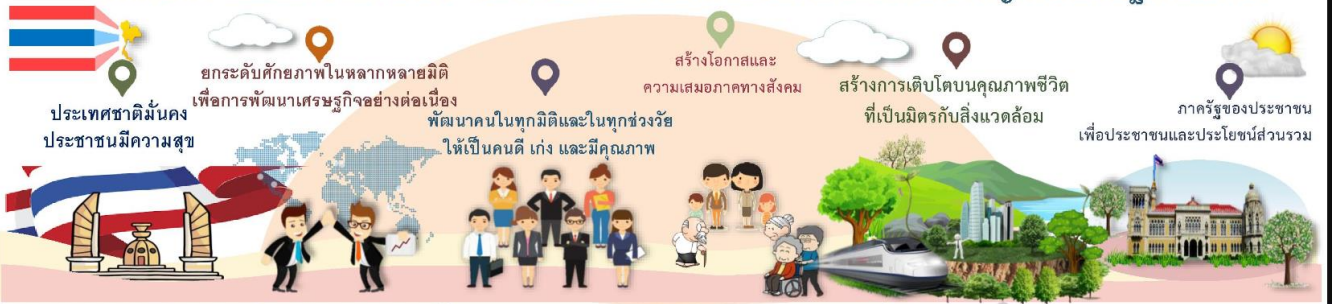 ประเทศชาติมั่นคง
ประชาชนมีความสุข
ยกระดับศักยภาพในหลากหลายมิติ
เพื่อการพัฒนาเศรษฐกิจอย่างต่อเนื่อง
พัฒนาคนในทุกมิติและในทุกช่วงวัย
ให้เป็นคนดี เก่ง และมีคุณภาพ
สร้างโอกาสและ
ความเสมอภาคทางสังคม
สร้างการเติบโตบนคุณภาพชีวิต
ที่เป็นมิตรกับสิ่งแวดล้อม
ภาครัฐของประชาชน
เพื่อประชาชนและประโยชน์ส่วนรวม